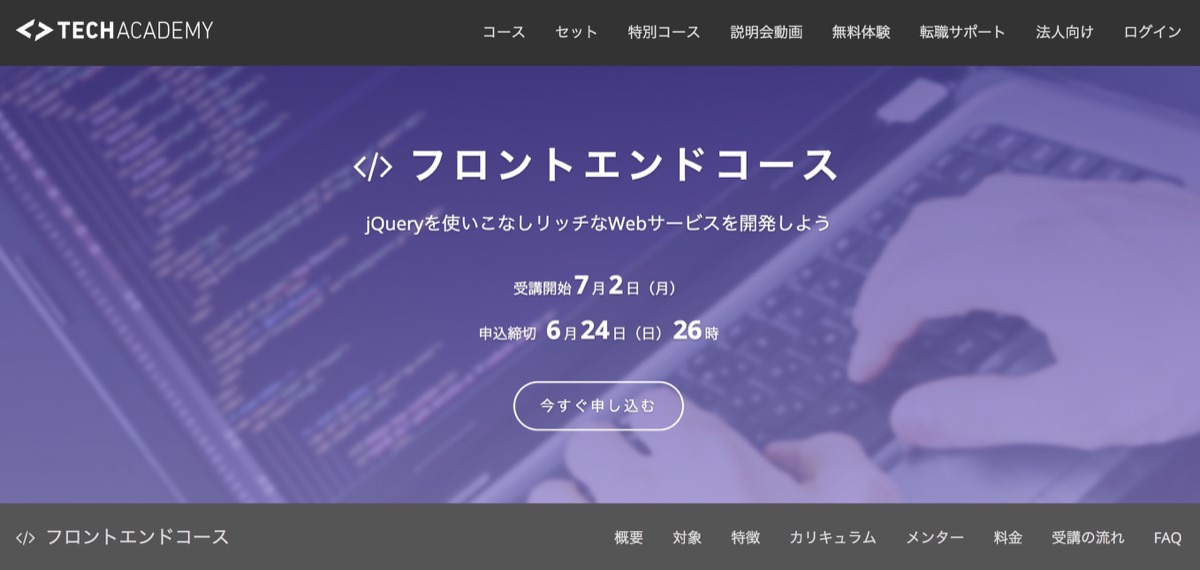 TECHACADEMY
コース セット 特別コース 説明会動画 無料体験 転職サポート 法人向け ログイン
</> フロントエンドコース
jQueryを使いこなしリッチなWebサービスを開発しよう
受講開始7月2日（月）
申込締切 6月24日（日）26時
今すぐ申し込む
</> フロントエンドコース
概要 対象 特徴 カリキュラム メンター 料金 受講の流れ FAQ